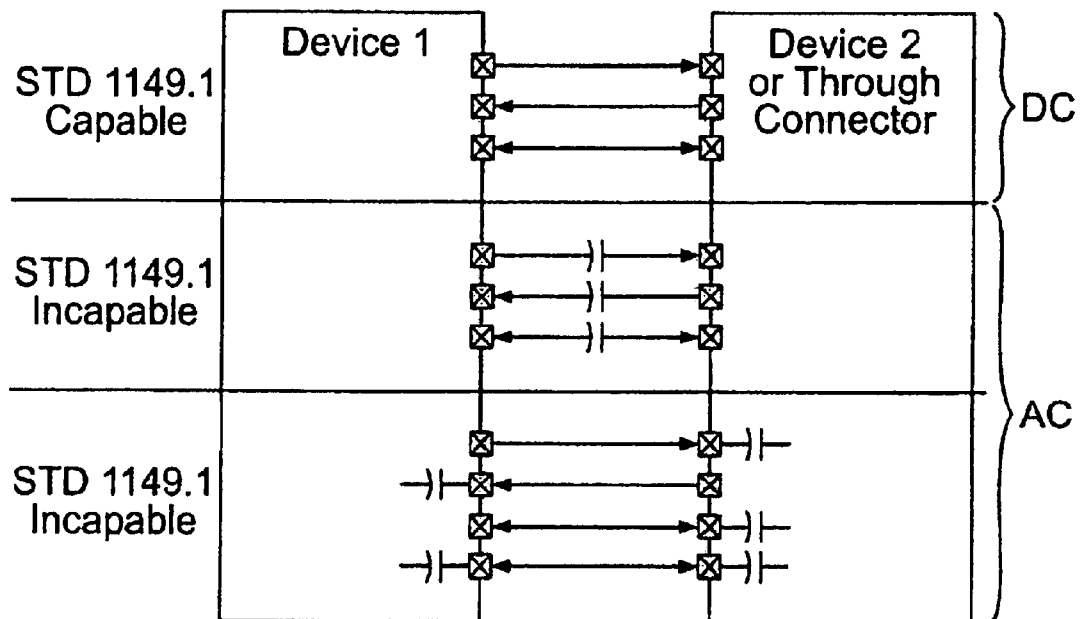 Device 1
Device 2
or Through
Connector
STD 1149.1
Capable
DC
STD 1149.1
Incapable
AC
STD 1149.1
Incapable